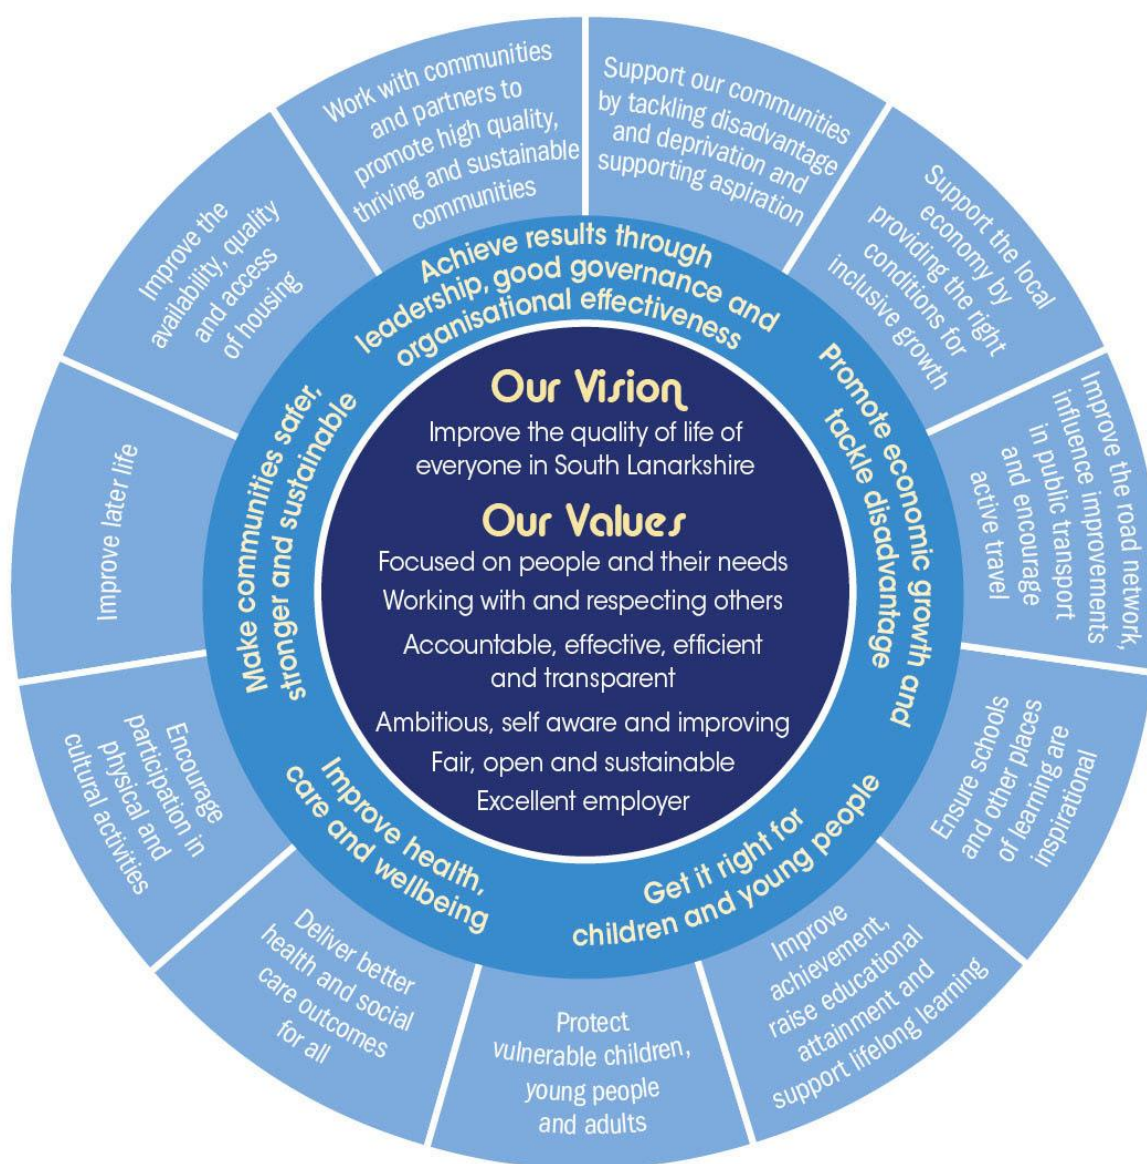 Our Vision
Improve the quality of life of
everyone in South Lanarkshire
Our Values
Focused on people and their needs
Working with and respecting others
Accountable, effective, efficient
and transparent
Ambitious, self aware and improving
Fair, open and sustainable
Excellent employer
Achieve results through
leadership, good governance and
organisational effectiveness
Promote economic growth and
tackle disadvantage
Get it right for
children and young people
Improve health,
care and wellbeing
Make communities safer,
stronger and sustainable
Support our communities
by tackling disadvantage
and deprivation and
supporting aspiration
Support the local
economy by
providing the right
conditions for
inclusive growth
Improve the road network,
influence improvements
in public transport
and encourage
active travel
Ensure schools
and other places
of learning are
inspirational
Improve
achievement,
raise educational
attainment and
support lifelong learning
Protect
vulnerable children,
young people
and adults
Deliver better
health and social
care outcomes
for all
Encourage
participation in
physical and
cultural activities
Improve later life
Improve the
availability, quality
and access
of housing
Work with communities
and partners to
promote high quality,
thriving and sustainable
communities